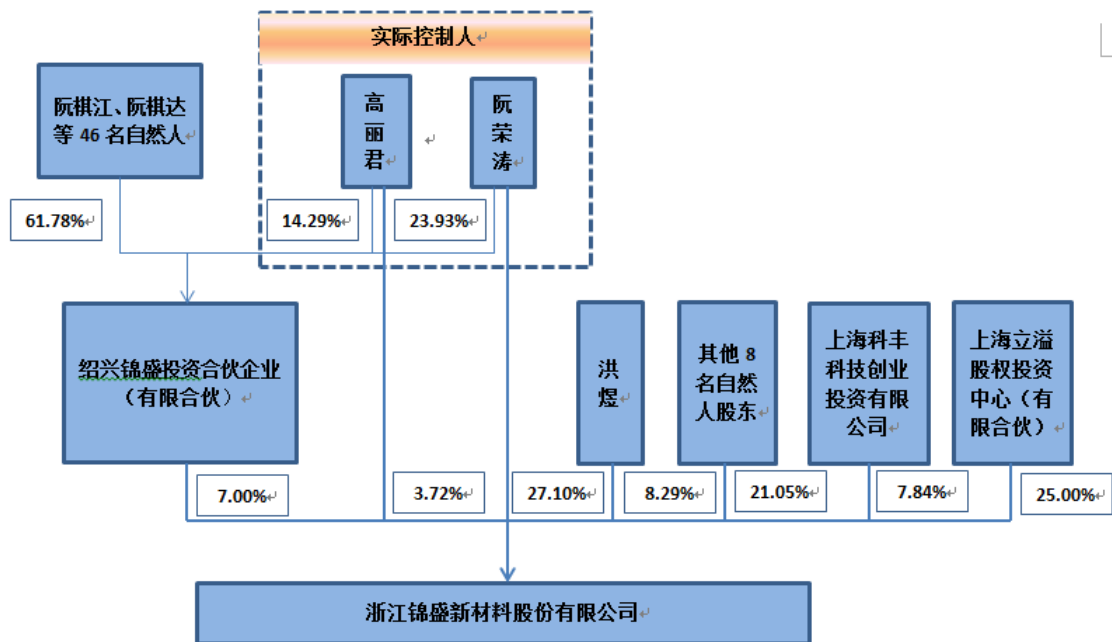 实际控制人
阮棋江、阮棋达
等 46 名自然人
高
丽
君
阮
荣
涛
61.78%
14.29%
23.93%
绍兴锦盛投资合伙企业
（有限合伙）
洪
煜
其他 8
名自然
人股东
上海科丰
科技创业
投资有限
公司
上海立溢
股权投资
中心（有
限合伙）
7.00%
3.72%
27.10%
8.29%
21.05%
7.84%
25.00%
浙江锦盛新材料股份有限公司